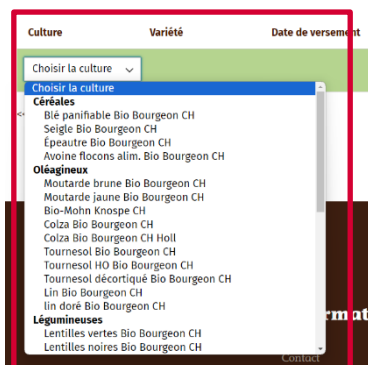 Culture Variété Date de versement
Choisir la culture
Choisir la culture
Céréales
Blé panifiable Bio Bourgeon CH
Seigle Bio Bourgeon CH
Épeautre Bio Bourgeon CH
Avoine flocons alim. Bio Bourgeon CH
Oléagineux
Moutarde brune Bio Bourgeon CH
Moutarde jaune Bio Bourgeon CH
Bio-Mohn Knospe CH
Colza Bio Bourgeon CH
Colza Bio Bourgeon CH Holl
Tournesol Bio Bourgeon CH
Tournesol HO Bio Bourgeon CH
Tournesol décortiqué Bio Bourgeon CH
Lin Bio Bourgeon CH
lin doré Bio Bourgeon CH
Légumineuses
Lentilles vertes Bio Bourgeon CH
Lentilles noires Bio Bourgeon CH
Contact